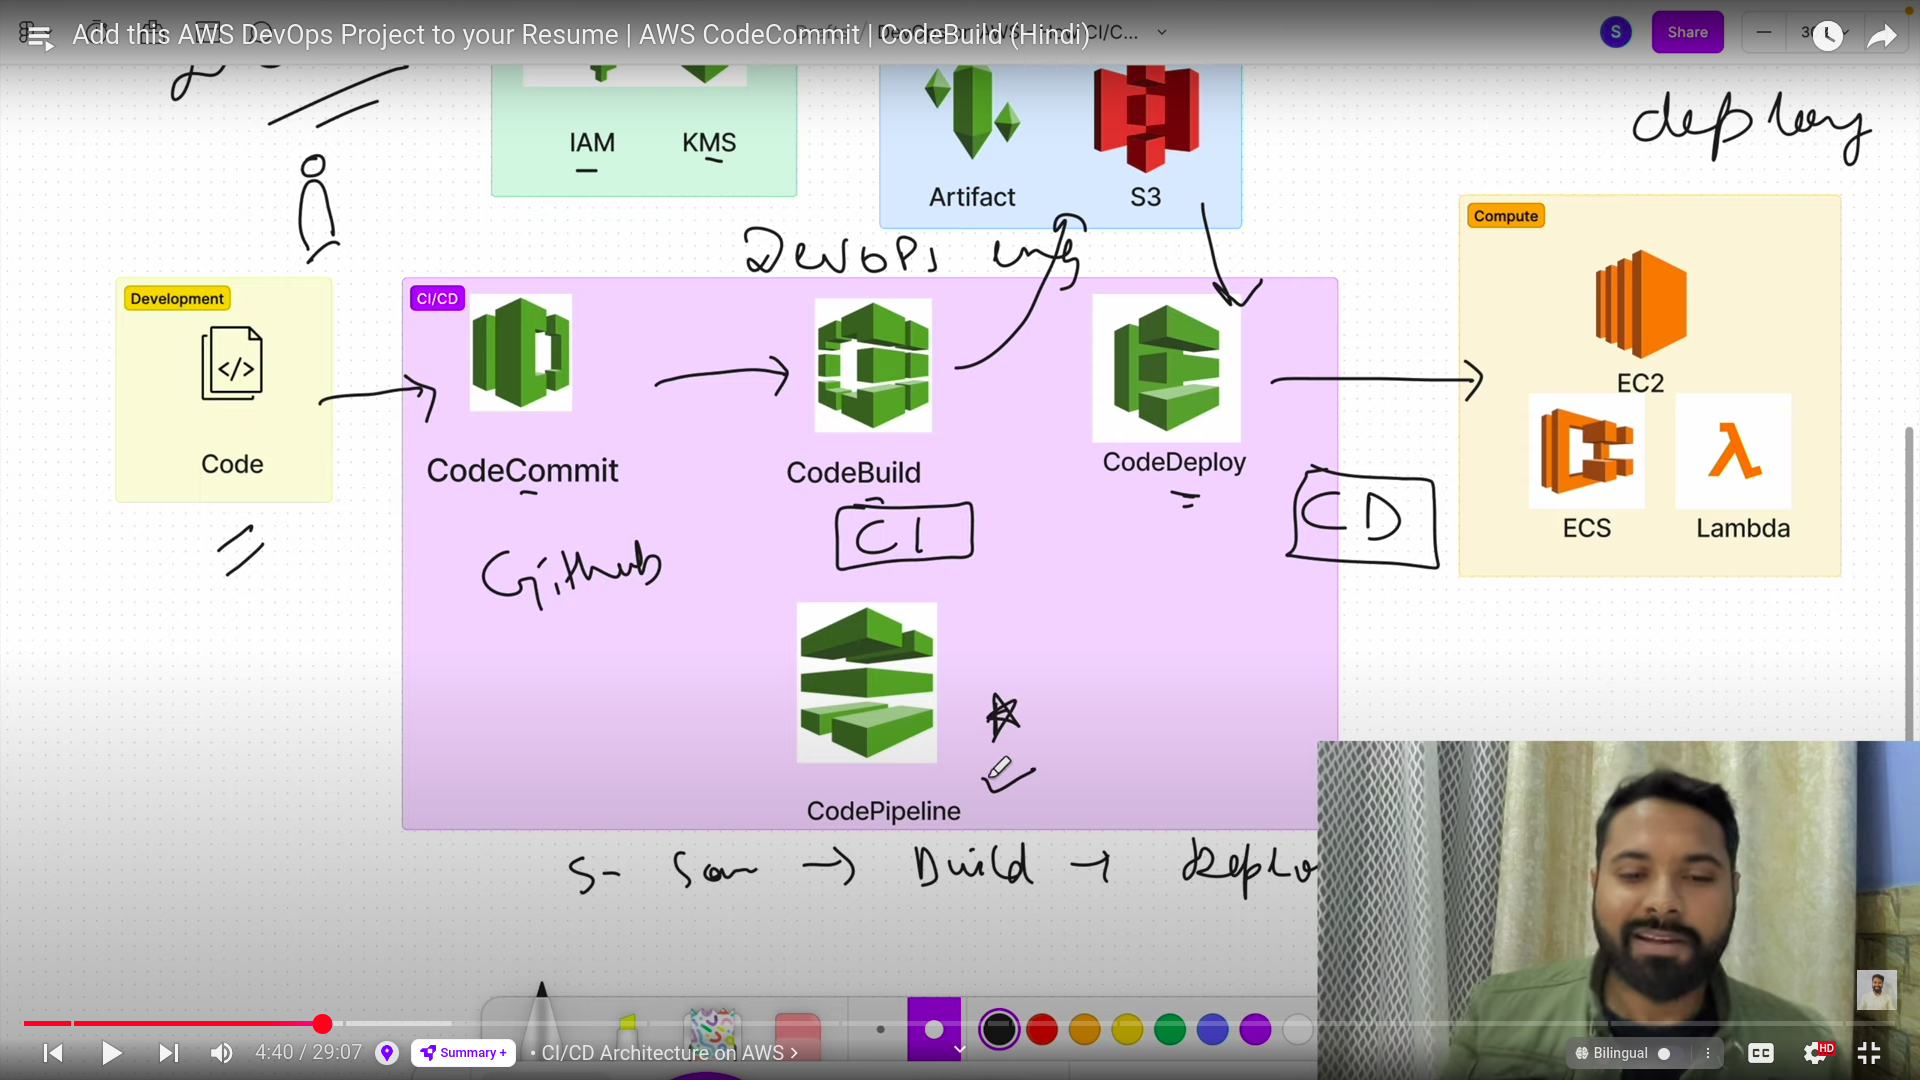 Add this AWS DevOps Project to your Resume | AWS CodeCommit | CodeBuild (Hindi)
S
Share
IAM
KMS
Artifact
S3
deploy
DevOps eng
Development
Code
CI/CD
CodeCommit
CodeBuild
CodeDeploy
Compute
EC2
ECS
Lambda
Github
CI
CD
CodePipeline
Build → Deplo
4:40 / 29:07
Summary +
• CI/CD Architecture on AWS >
Bilingual
CC
HD